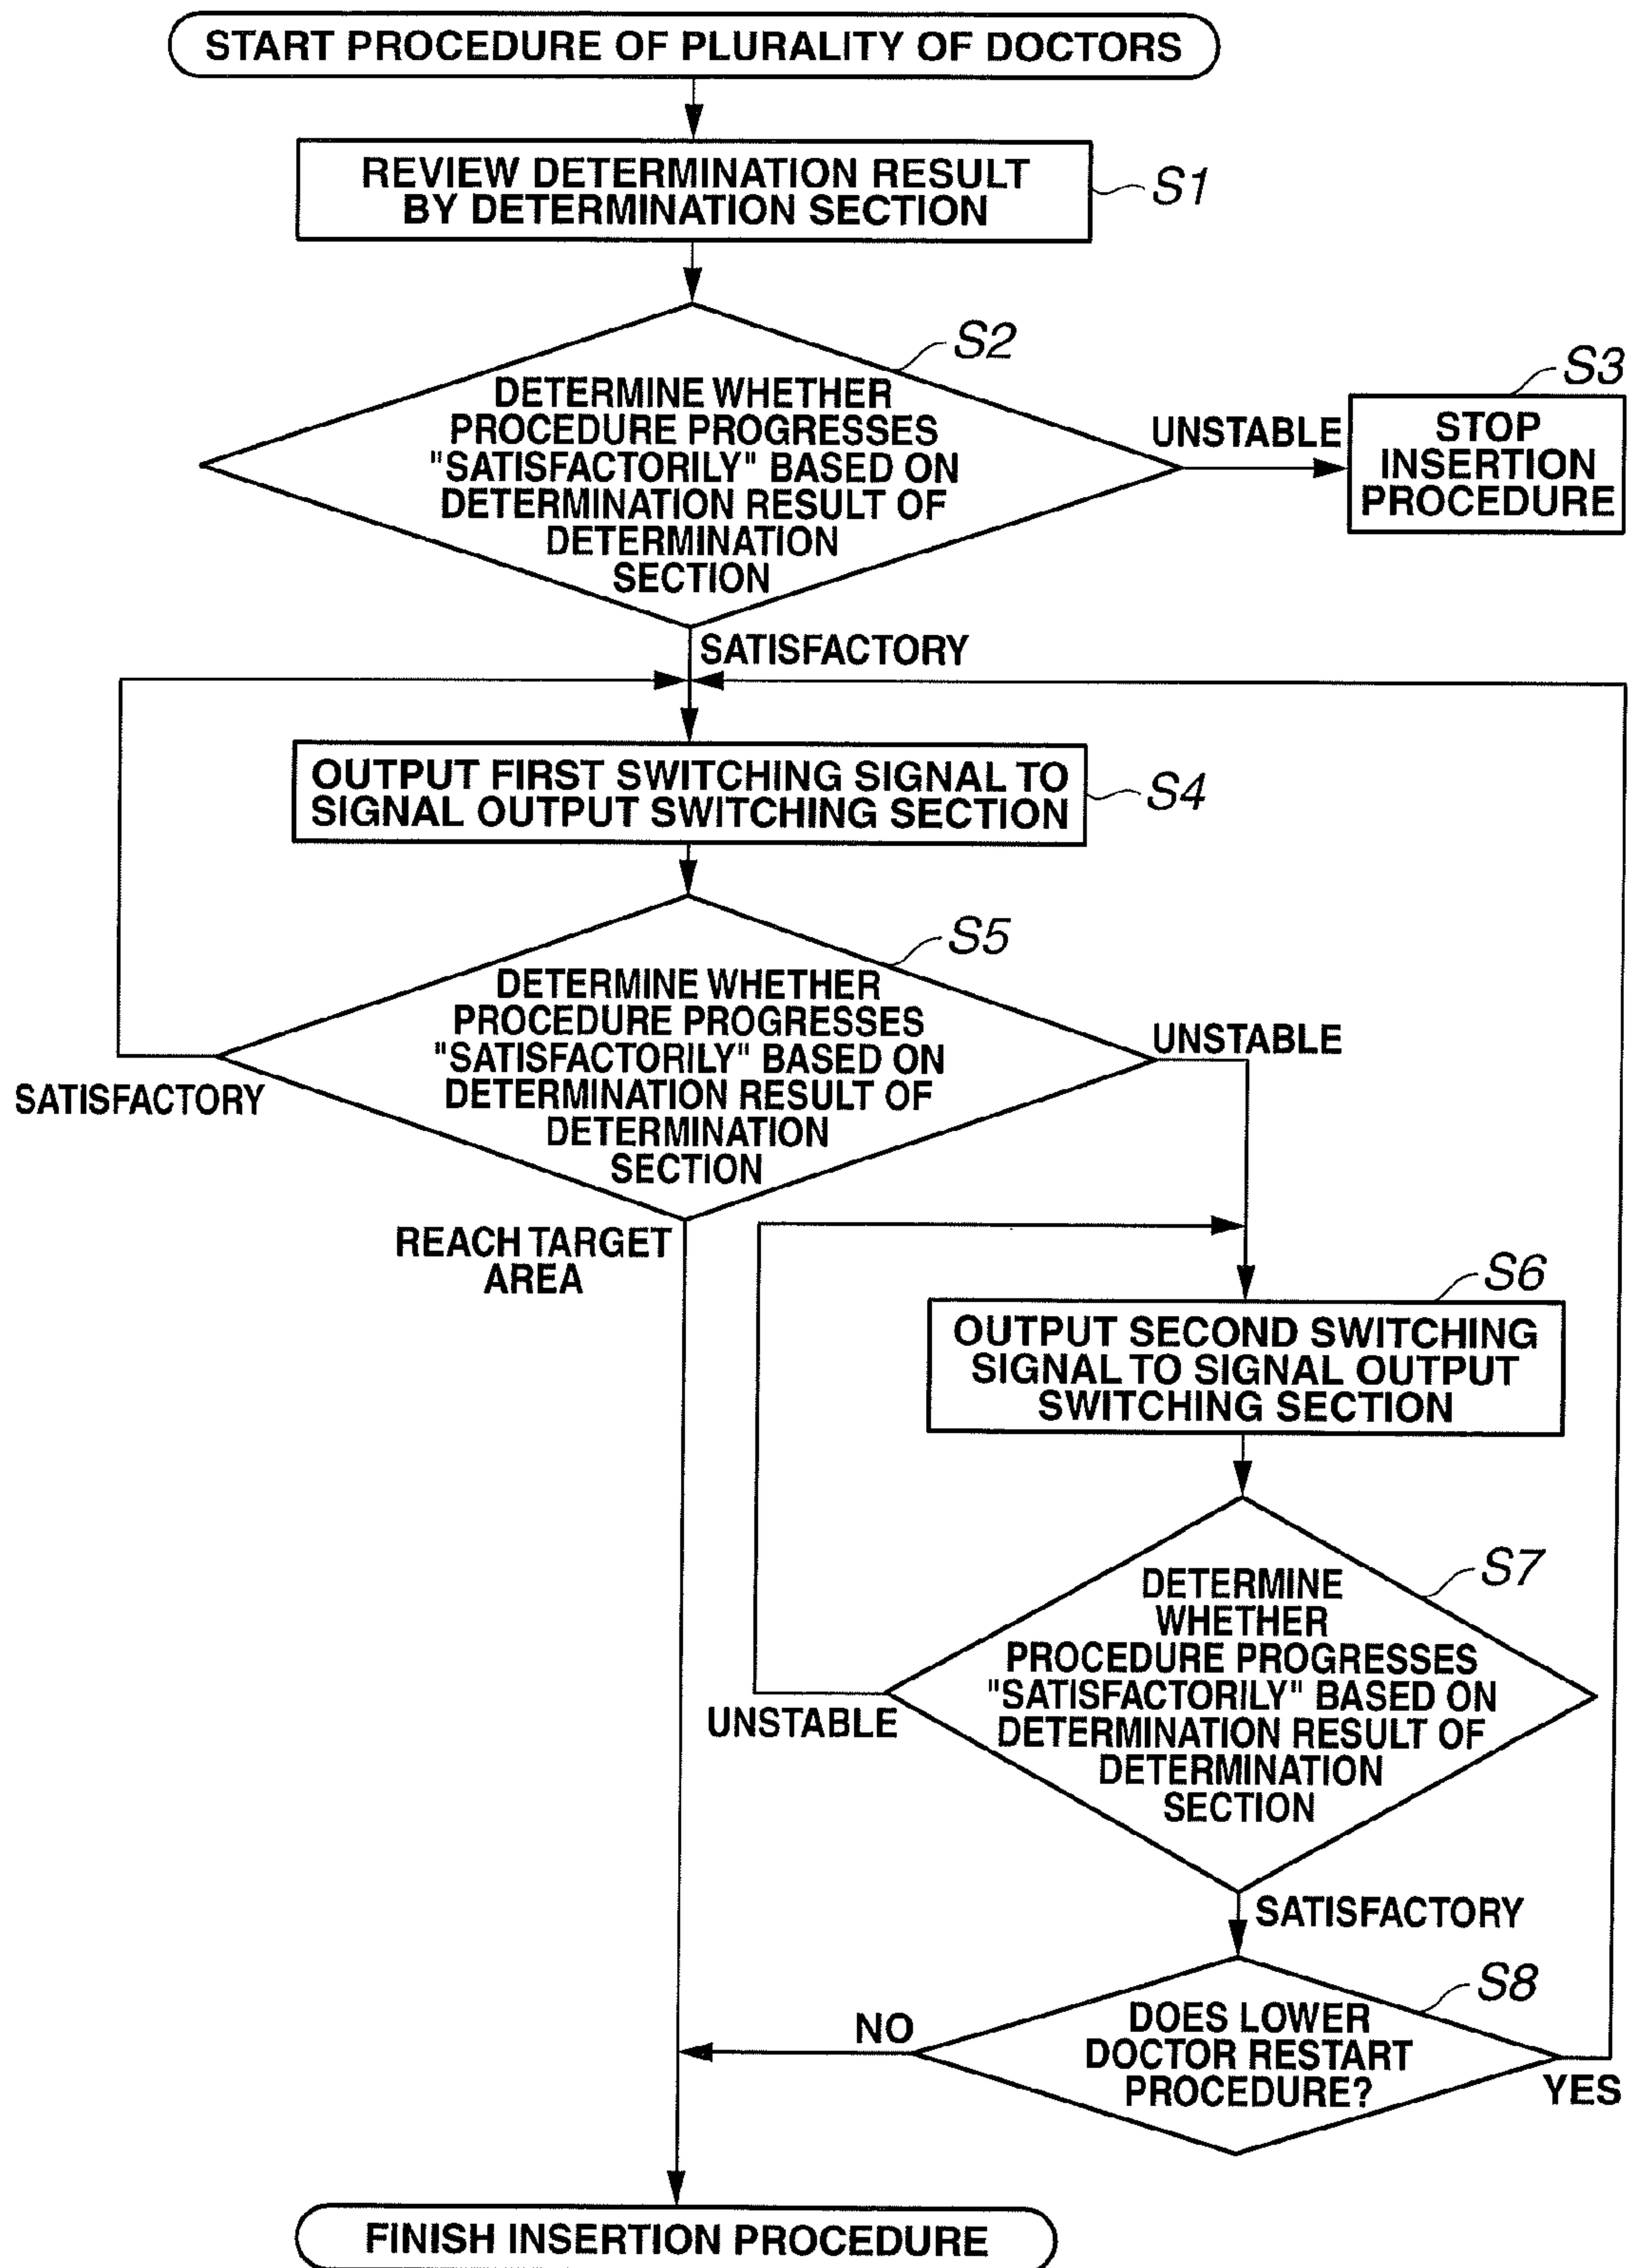 START PROCEDURE OF PLURALITY OF DOCTORS
REVIEW DETERMINATION RESULT
BY DETERMINATION SECTION
S1
S2
DETERMINE WHETHER
PROCEDURE PROGRESSES
"SATISFACTORILY" BASED ON
DETERMINATION RESULT OF
DETERMINATION
SECTION
UNSTABLE
S3
STOP
INSERTION
PROCEDURE
SATISFACTORY
OUTPUT FIRST SWITCHING SIGNAL TO
SIGNAL OUTPUT SWITCHING SECTION
S4
S5
DETERMINE WHETHER
PROCEDURE PROGRESSES
"SATISFACTORILY" BASED ON
DETERMINATION RESULT OF
DETERMINATION
SECTION
SATISFACTORY
UNSTABLE
REACH TARGET
AREA
S6
OUTPUT SECOND SWITCHING
SIGNAL TO SIGNAL OUTPUT
SWITCHING SECTION
S7
DETERMINE
WHETHER
PROCEDURE PROGRESSES
"SATISFACTORILY" BASED ON
DETERMINATION RESULT OF
DETERMINATION
SECTION
UNSTABLE
SATISFACTORY
S8
DOES LOWER
DOCTOR RESTART
PROCEDURE?
NO
YES
FINISH INSERTION PROCEDURE